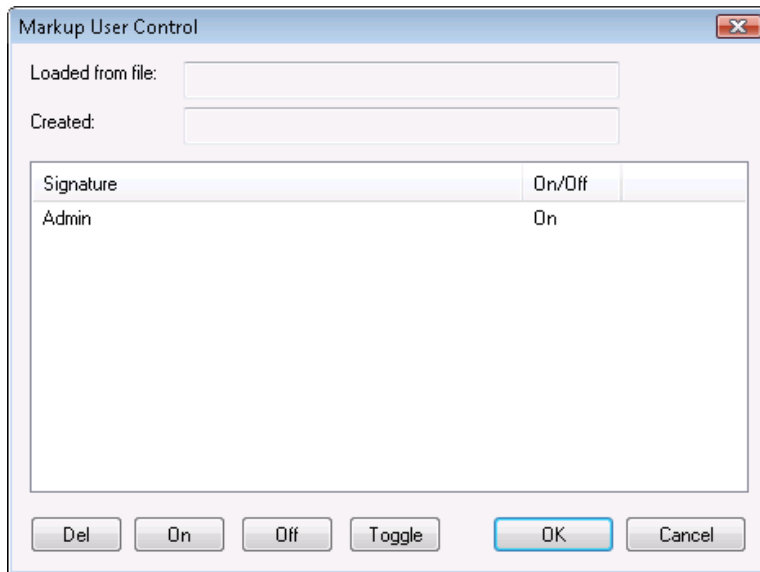 Markup User Control
Loaded from file:
Created:
Signature On/Off
Admin On
Del On Off Toggle OK Cancel